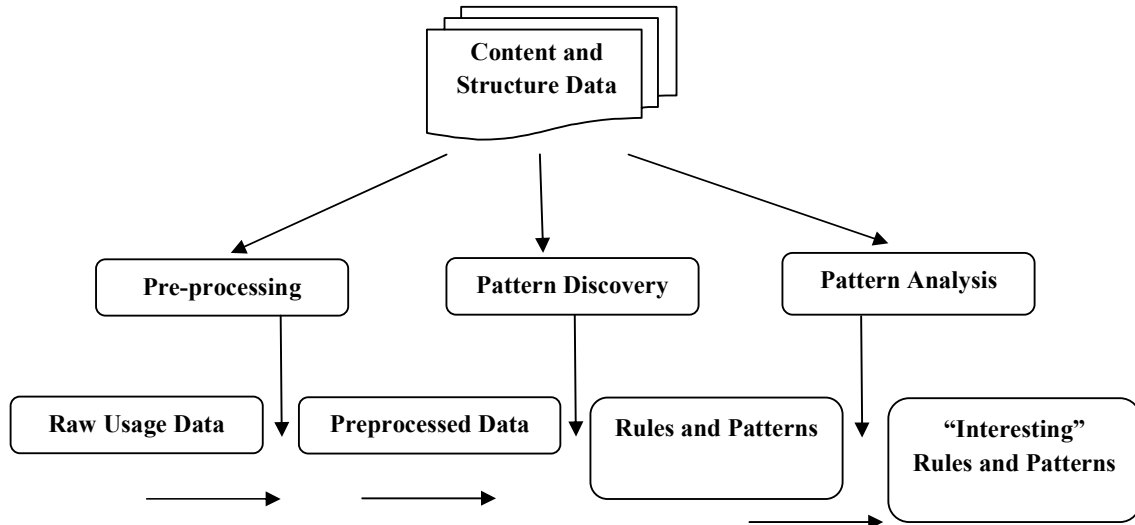 Content and
Structure Data
Pre-processing
Pattern Discovery
Pattern Analysis
Raw Usage Data
Preprocessed Data
Rules and Patterns
“Interesting”
Rules and Patterns